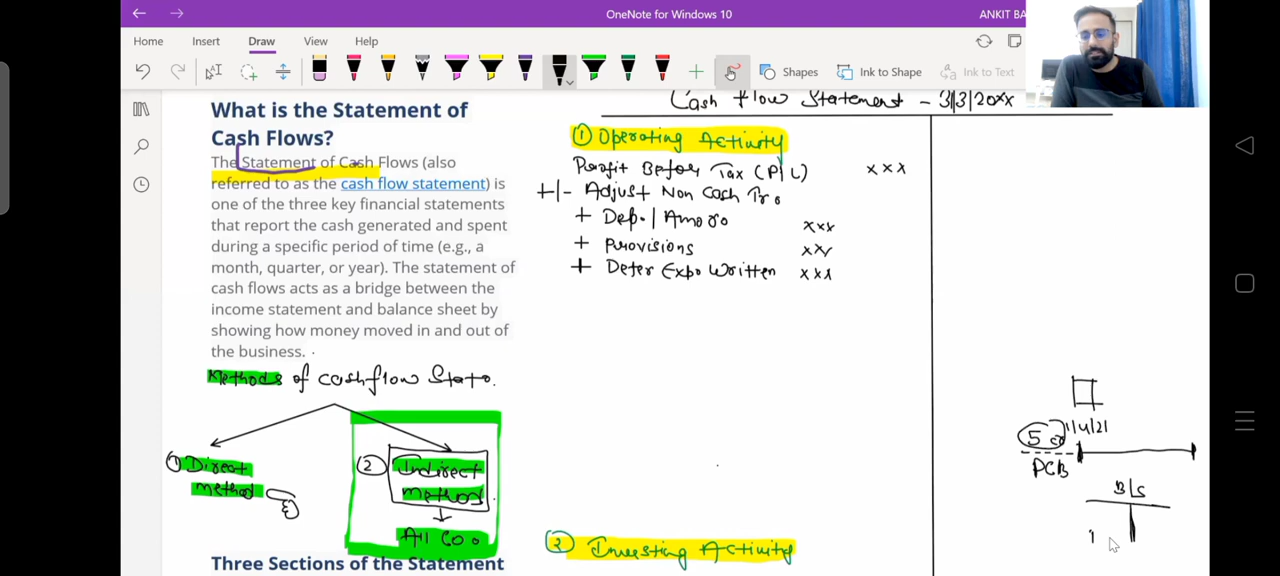 OneNote for Windows 10
ANKIT BA
Home Insert Draw View Help
Shapes
Ink to Shape
Ink to Text
What is the Statement of
Cash Flows?
The Statement of Cash Flows (also
referred to as the cash flow statement) is
one of the three key financial statements
that report the cash generated and spent
during a specific period of time (e.g., a
month, quarter, or year). The statement of
cash flows acts as a bridge between the
income statement and balance sheet by
showing how money moved in and out of
the business.
Methods of cashflow State.
① Direct
method
② Indirect
method
All Co.
Three Sections of the Statement
Cash flow Statement - 31/3/20xx
① Operating Activity
Profit Before Tax (P/L) xxx
+/- Adjust Non Cash Tr.
+ Dep. / Amo. xxx
+ Provisions xxx
+ Defer Exp. Written xxx
② Investing Activity
1/4/21
5 cr
PCB
B/S
1